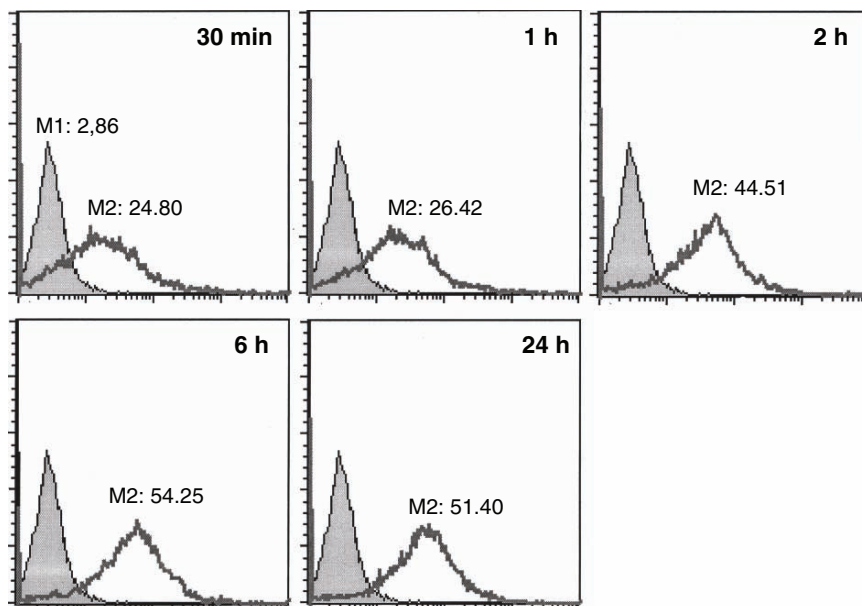 30 min
M1: 2,86
M2: 24.80
1 h
M2: 26.42
2 h
M2: 44.51
6 h
M2: 54.25
24 h
M2: 51.40